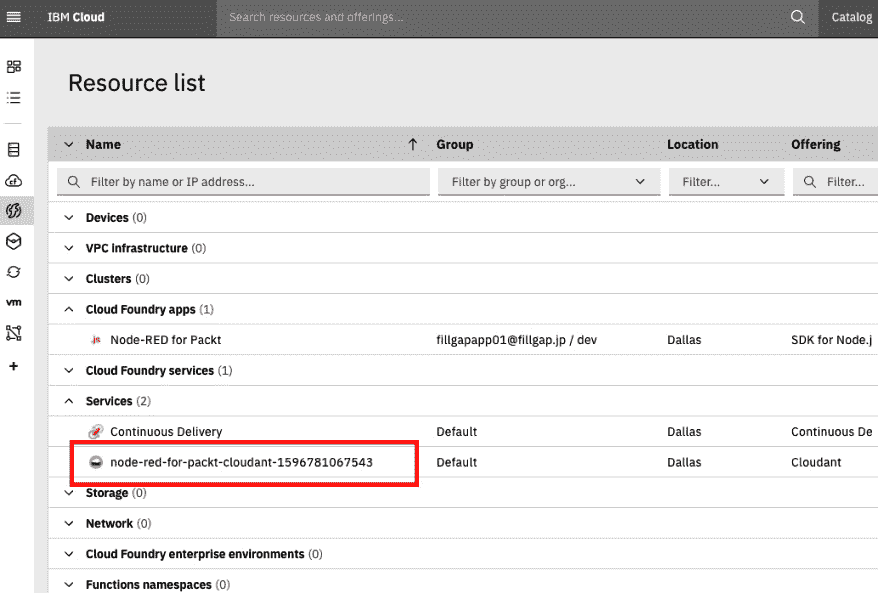 IBM Cloud Search resources and offerings... Catalog
Resource list
Name Group Location Offering
Filter by name or IP address... Filter by group or org... Filter... Filter...
Devices (0)
VPC infrastructure (0)
Clusters (0)
Cloud Foundry apps (1)
Node-RED for Packt fillgapapp01@fillgap.jp / dev Dallas SDK for Node.j
Cloud Foundry services (1)
Services (2)
Continuous Delivery Default Dallas Continuous De
node-red-for-packt-cloudant-1596781067543 Default Dallas Cloudant
Storage (0)
Network (0)
Cloud Foundry enterprise environments (0)
Functions namespaces (0)
cf
vm